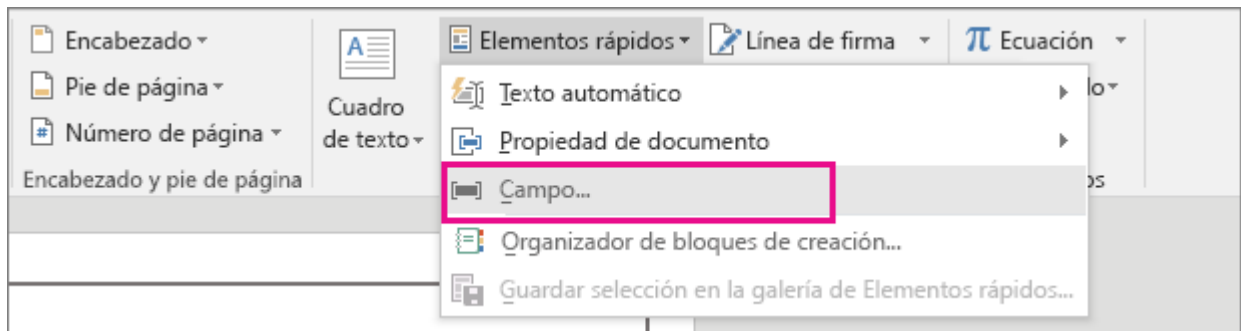 Encabezado
Pie de página
Número de página
Encabezado y pie de página
Cuadro
de texto
Elementos rápidos
Línea de firma
Ecuación
Texto automático
Propiedad de documento
Campo...
Organizador de bloques de creación...
Guardar selección en la galería de Elementos rápidos...